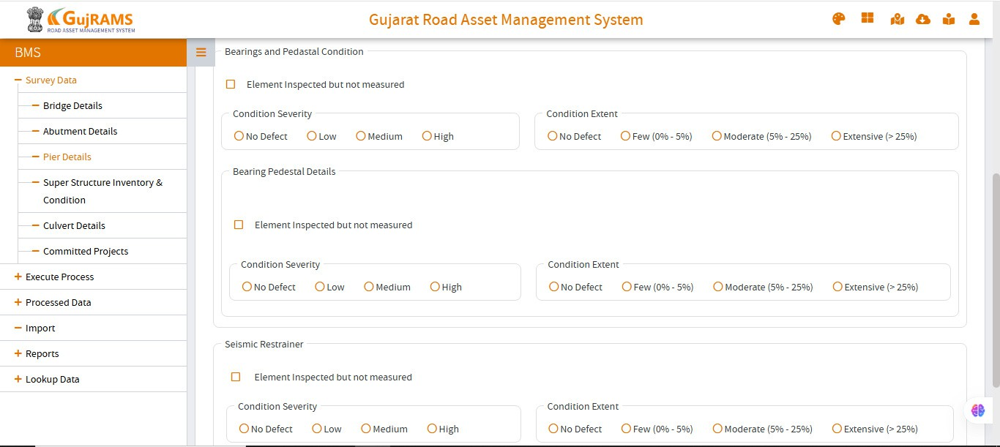 GujRAMS
ROAD ASSET MANAGEMENT SYSTEM
Gujarat Road Asset Management System
BMS
Survey Data
Bridge Details
Abutment Details
Pier Details
Super Structure Inventory &
Condition
Culvert Details
Committed Projects
Execute Process
Processed Data
Import
Reports
Lookup Data
Bearings and Pedastal Condition
Element Inspected but not measured
Condition Severity
No Defect Low Medium High
Condition Extent
No Defect Few (0% - 5%) Moderate (5% - 25%) Extensive (> 25%)
Bearing Pedestal Details
Element Inspected but not measured
Condition Severity
No Defect Low Medium High
Condition Extent
No Defect Few (0% - 5%) Moderate (5% - 25%) Extensive (> 25%)
Seismic Restrainer
Element Inspected but not measured
Condition Severity
No Defect Low Medium High
Condition Extent
No Defect Few (0% - 5%) Moderate (5% - 25%) Extensive (> 25%)